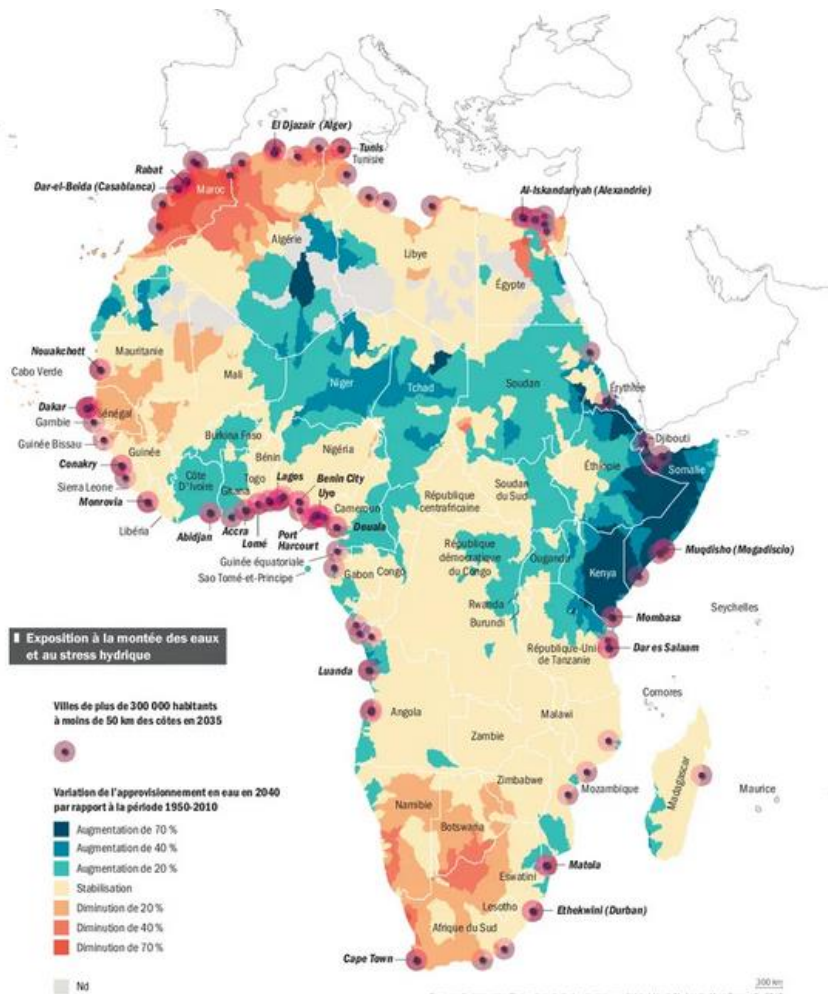 El Djazaïr (Alger)
Tunis
Tunisie
Rabat
Dar-el-Beida (Casablanca)
Maroc
Al-Iskandariyah (Alexandrie)
Algérie
Libye
Égypte
Nouakchott
Mauritanie
Cabo Verde
Mali
Niger
Tchad
Soudan
Érythrée
Dakar
Sénégal
Gambie
Burkina Faso
Djibouti
Guinée Bissau
Guinée
Bénin
Nigéria
Éthiopie
Somalie
Conakry
Côte
D'Ivoire
Togo
Ghana
Lagos
Benin City
Soudan
du Sud
Sierra Leone
Uyo
Cameroun
République
centrafricaine
Monrovia
Libéria
Abidjan
Accra
Lomé
Port
Harcourt
Douala
Muqdisho (Mogadiscio)
Guinée équatoriale
République
démocratique
du Congo
Ouganda
Kenya
Sao Tomé-et-Principe
Gabon
Congo
Rwanda
Burundi
Mombasa
Seychelles
Exposition à la montée des eaux
et au stress hydrique
République-Uni
de Tanzanie
Dar es Salaam
Luanda
Comores
Villes de plus de 300 000 habitants
à moins de 50 km des côtes en 2035
Angola
Malawi
Zambie
Zimbabwe
Mozambique
Madagascar
Maurice
Variation de l'approvisionnement en eau en 2040
par rapport à la période 1950-2010
Namibie
Botswana
Augmentation de 70 %
Augmentation de 40 %
Augmentation de 20 %
Stabilisation
Diminution de 20 %
Diminution de 40 %
Diminution de 70 %
Nd
Matola
Eswatini
Lesotho
Ethekwini (Durban)
Afrique du Sud
Cape Town
300 km